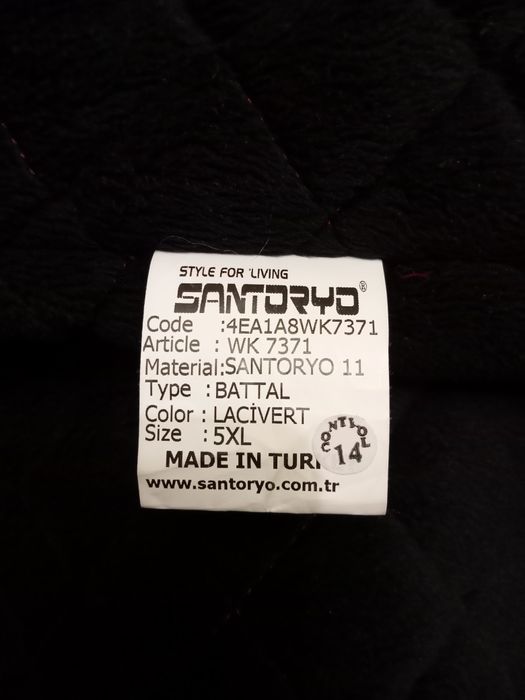 STYLE FOR LIVING
SANTORYO®
Code :4EA1A8WK7371
Article : WK 7371
Material:SANTORYO 11
Type : BATTAL
Color : LACİVERT
Size : 5XL
CONTROL
14
MADE IN TUR
www.santoryo.com.tr